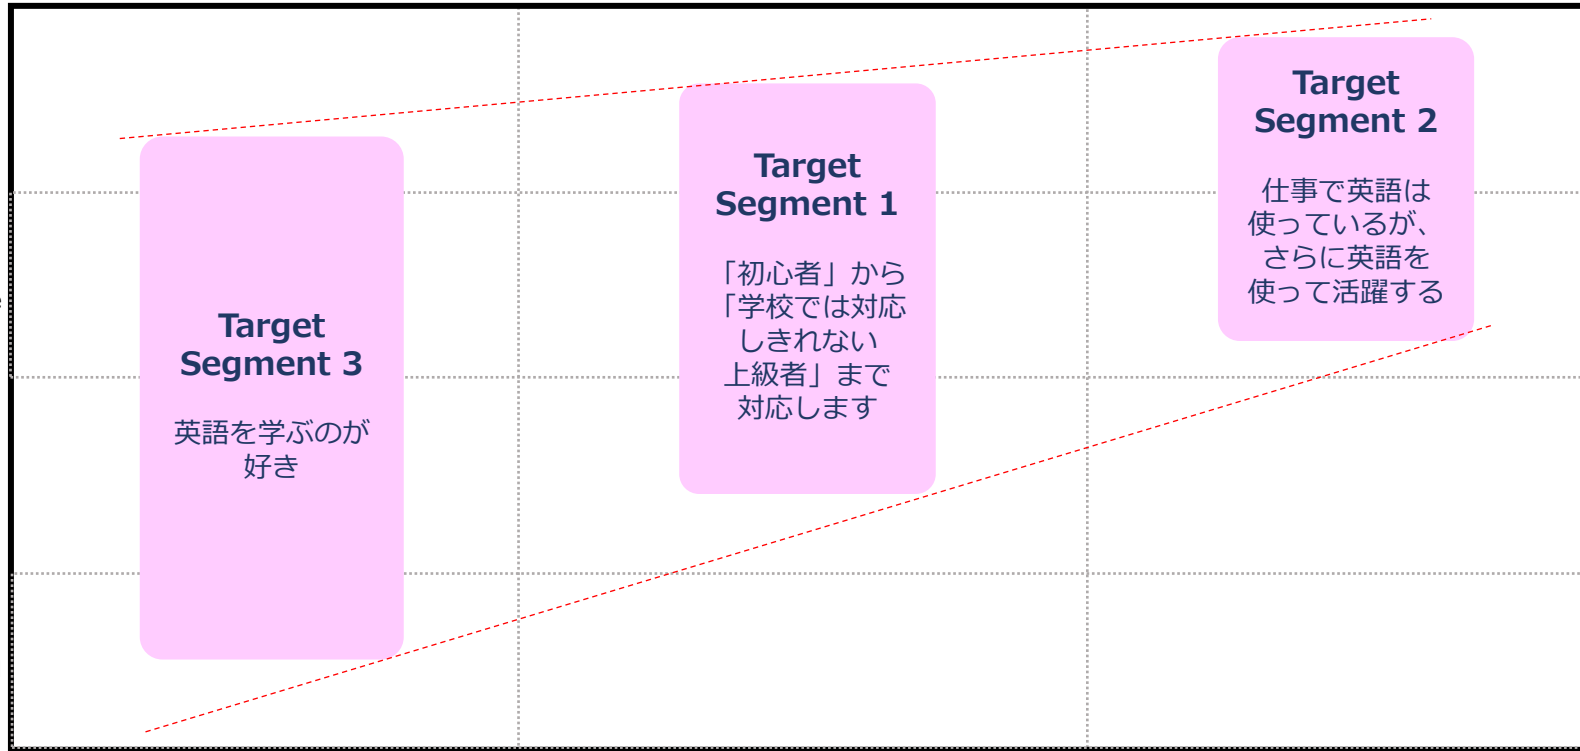 Target
Segment 3
英語を学ぶのが
好き
Target
Segment 1
「初心者」から
「学校では対応
しきれない
上級者」まで
対応します
Target
Segment 2
仕事で英語は
使っているが、
さらに英語を
使って活躍する